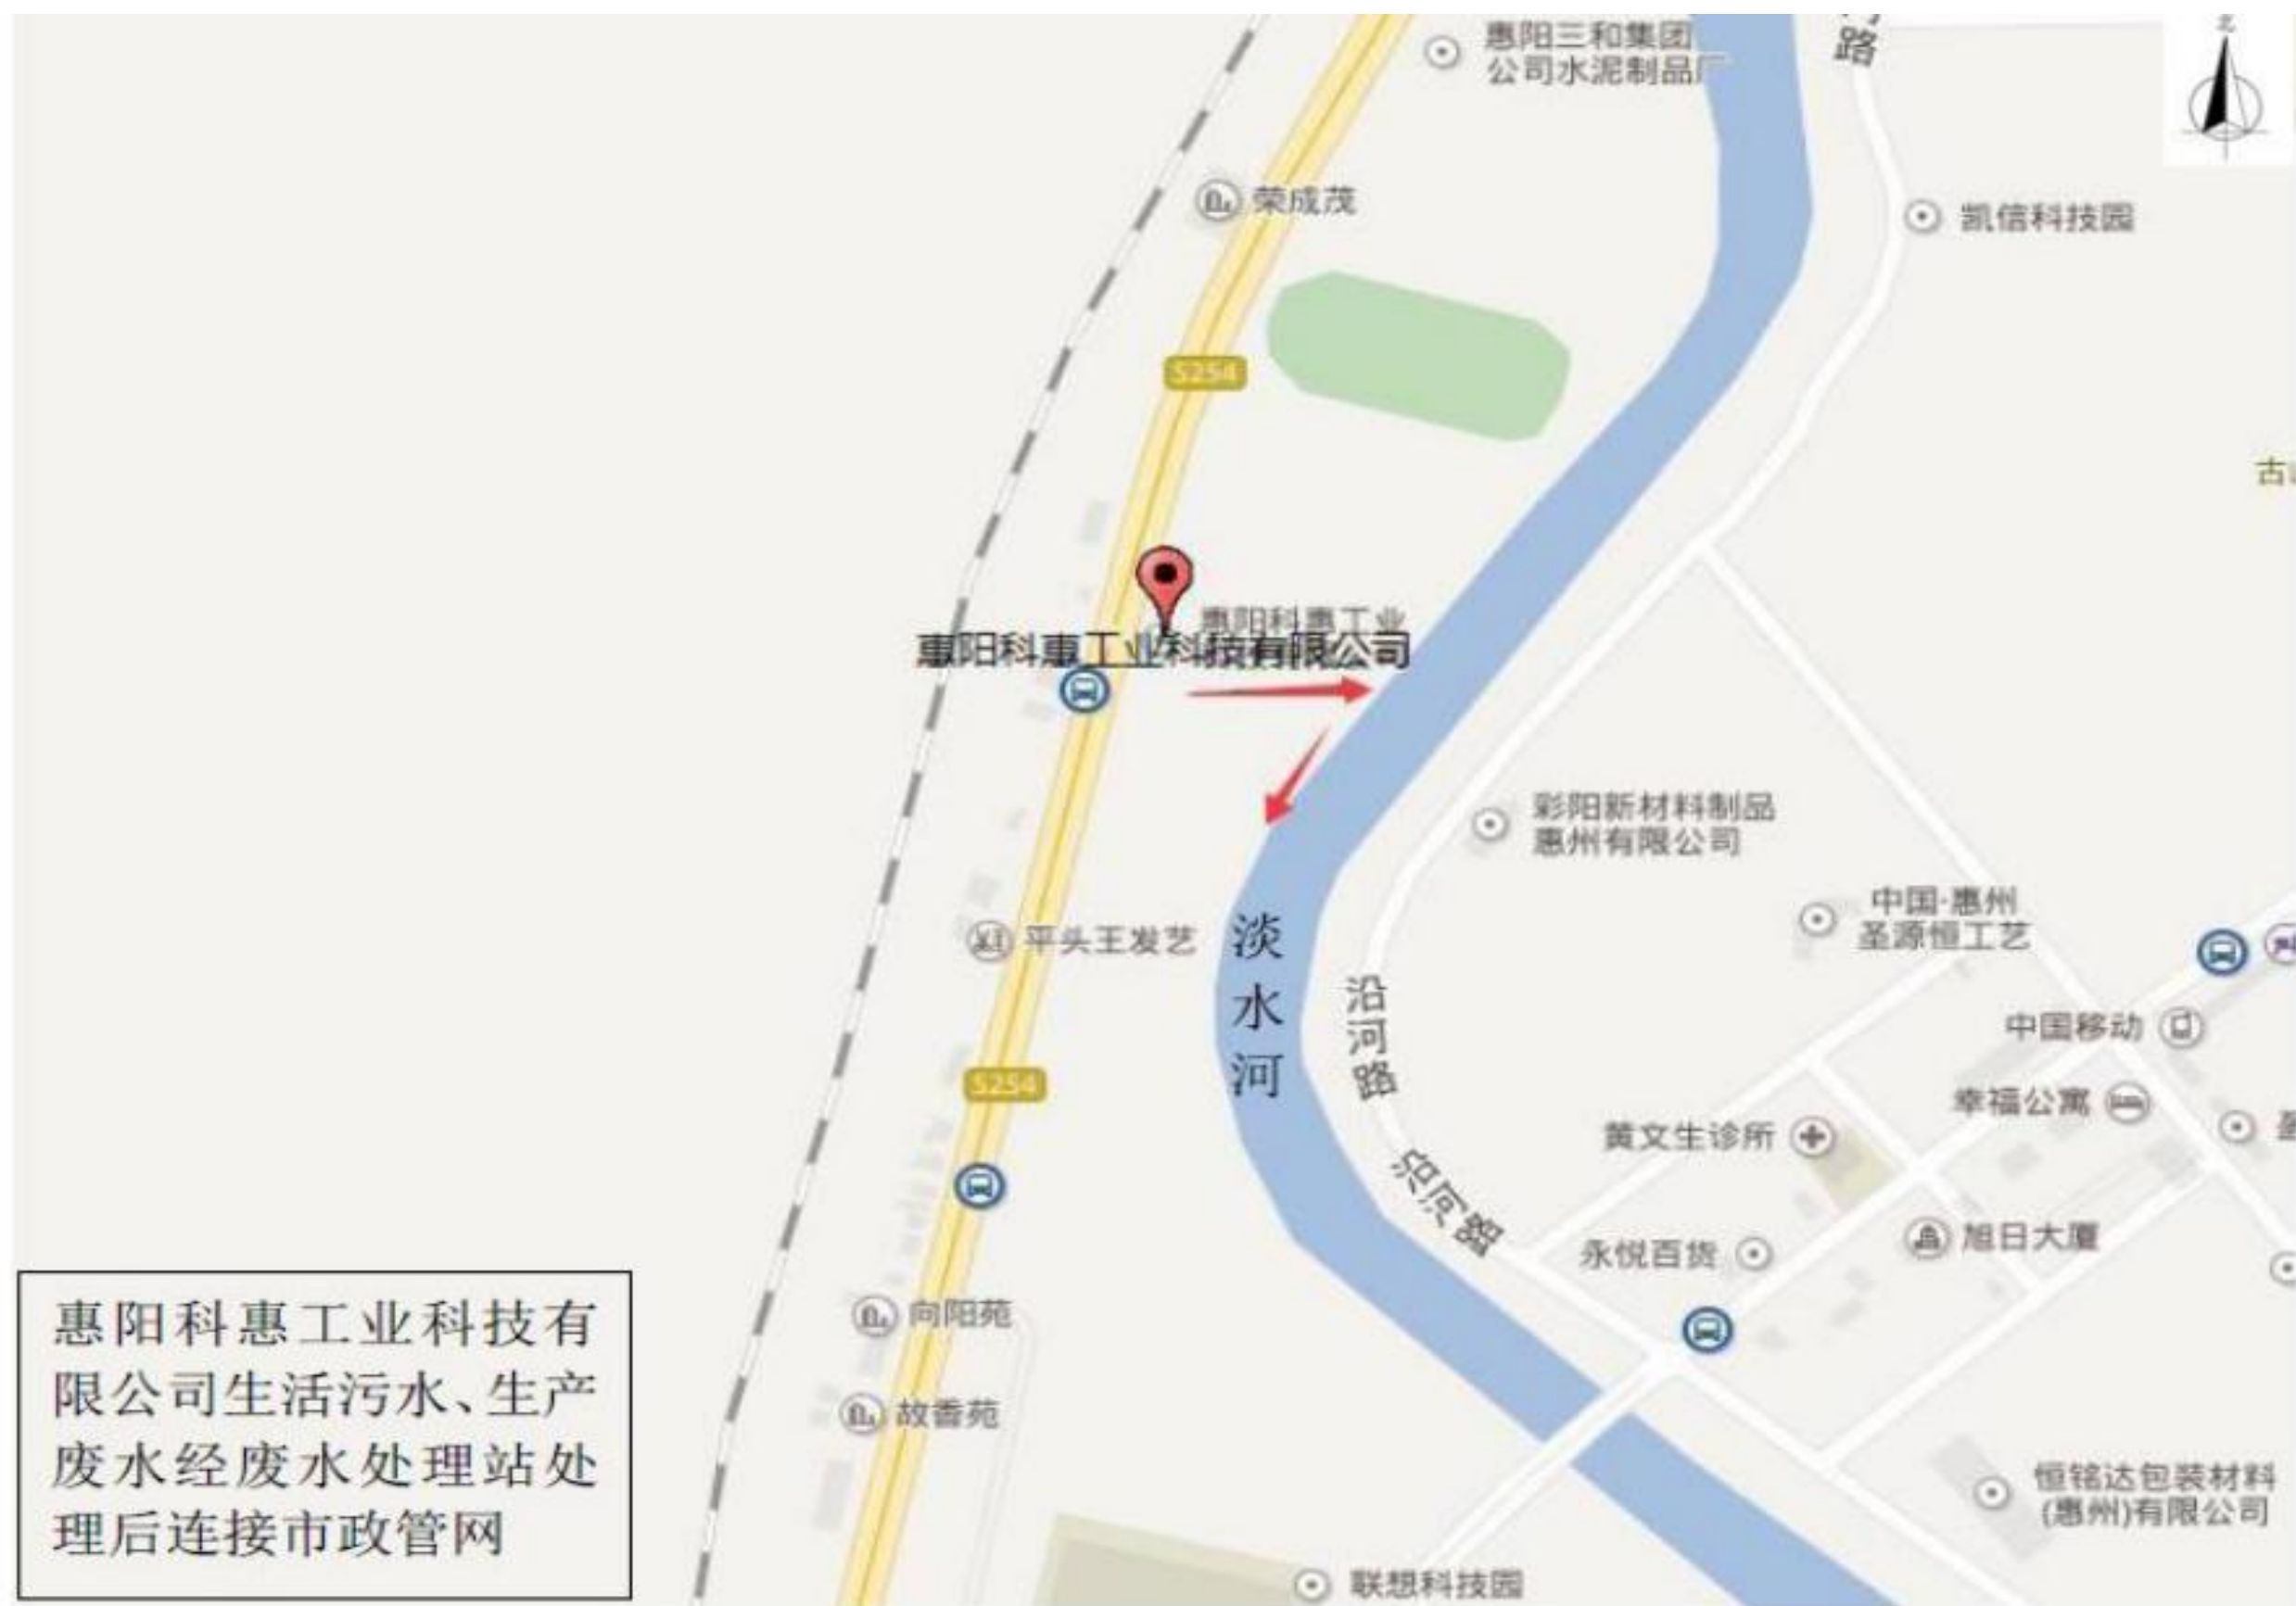 北
惠阳三和集团
公司水泥制品厂
路
荣成茂
凯信科技园
S254
惠阳科惠工业
惠阳科惠工业科技有限公司
彩阳新材料制品
惠州有限公司
中国·惠州
圣源恒工艺
平头王发艺
淡水河
沿河路
中国移动
S254
幸福公寓
黄文生诊所
沿河路
旭日大厦
永悦百货
向阳苑
故香苑
惠阳科惠工业科技有
限公司生活污水、生产
废水经废水处理站处
理后连接市政管网
恒铭达包装材料
(惠州)有限公司
联想科技园